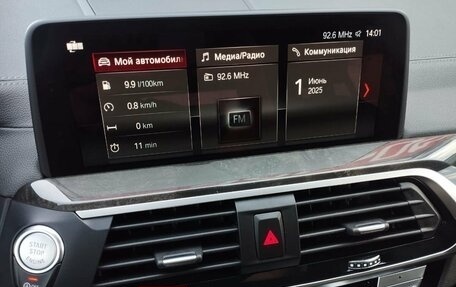 92.6 MHz 14:01
Мой автомобил
Медиа/Радио
Коммуникация
9.9 l/100km
0.8 km/h
0 km
11 min
92.6 MHz
FM
1 Июнь
2025
START
STOP
ENGINE